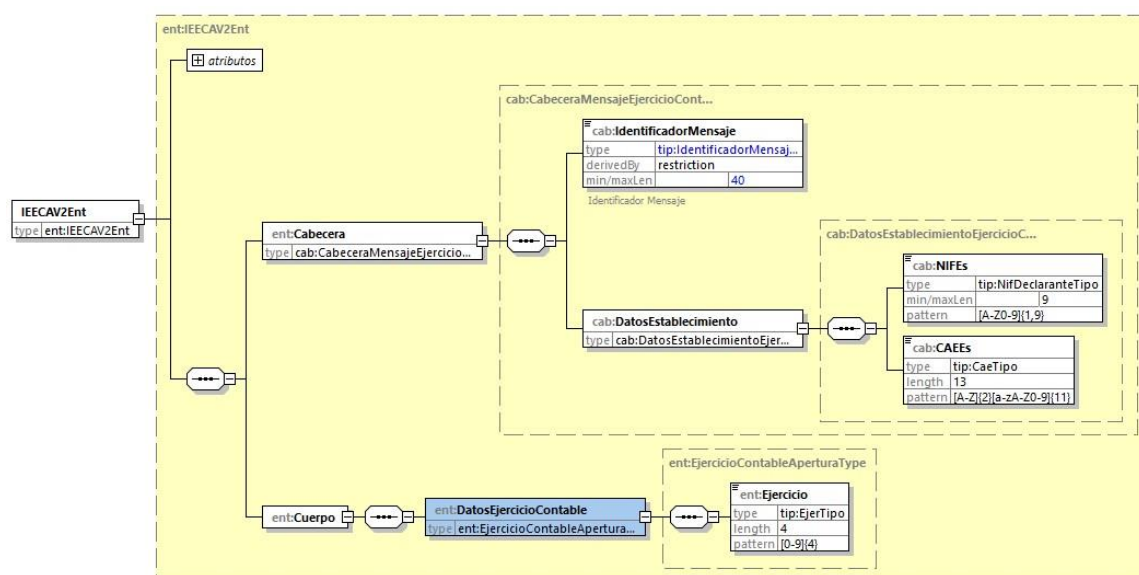 ent:IEECAV2Ent
atributos
cab:CabeceraMensajeEjercicioCont...
cab:IdentificadorMensaje
type tip:IdentificadorMensaj...
derivedBy restriction
min/maxLen 40
Identificador Mensaje
IEECAV2Ent
type ent:IEECAV2Ent
ent:Cabecera
type cab:CabeceraMensajeEjercicio...
cab:DatosEstablecimientoEjercicioC...
cab:NIFEs
type tip:NifDeclaranteTipo
min/maxLen 9
pattern [A-Z0-9]{1,9}
cab:DatosEstablecimiento
type cab:DatosEstablecimientoEjer...
cab:CAEEs
type tip:CaeTipo
length 13
pattern [A-Z]{2}[a-zA-Z0-9]{11}
ent:EjercicioContableAperturaType
ent:Cuerpo
ent:DatosEjercicioContable
type ent:EjercicioContableApertura...
ent:Ejercicio
type tip:EjerTipo
length 4
pattern [0-9]{4}